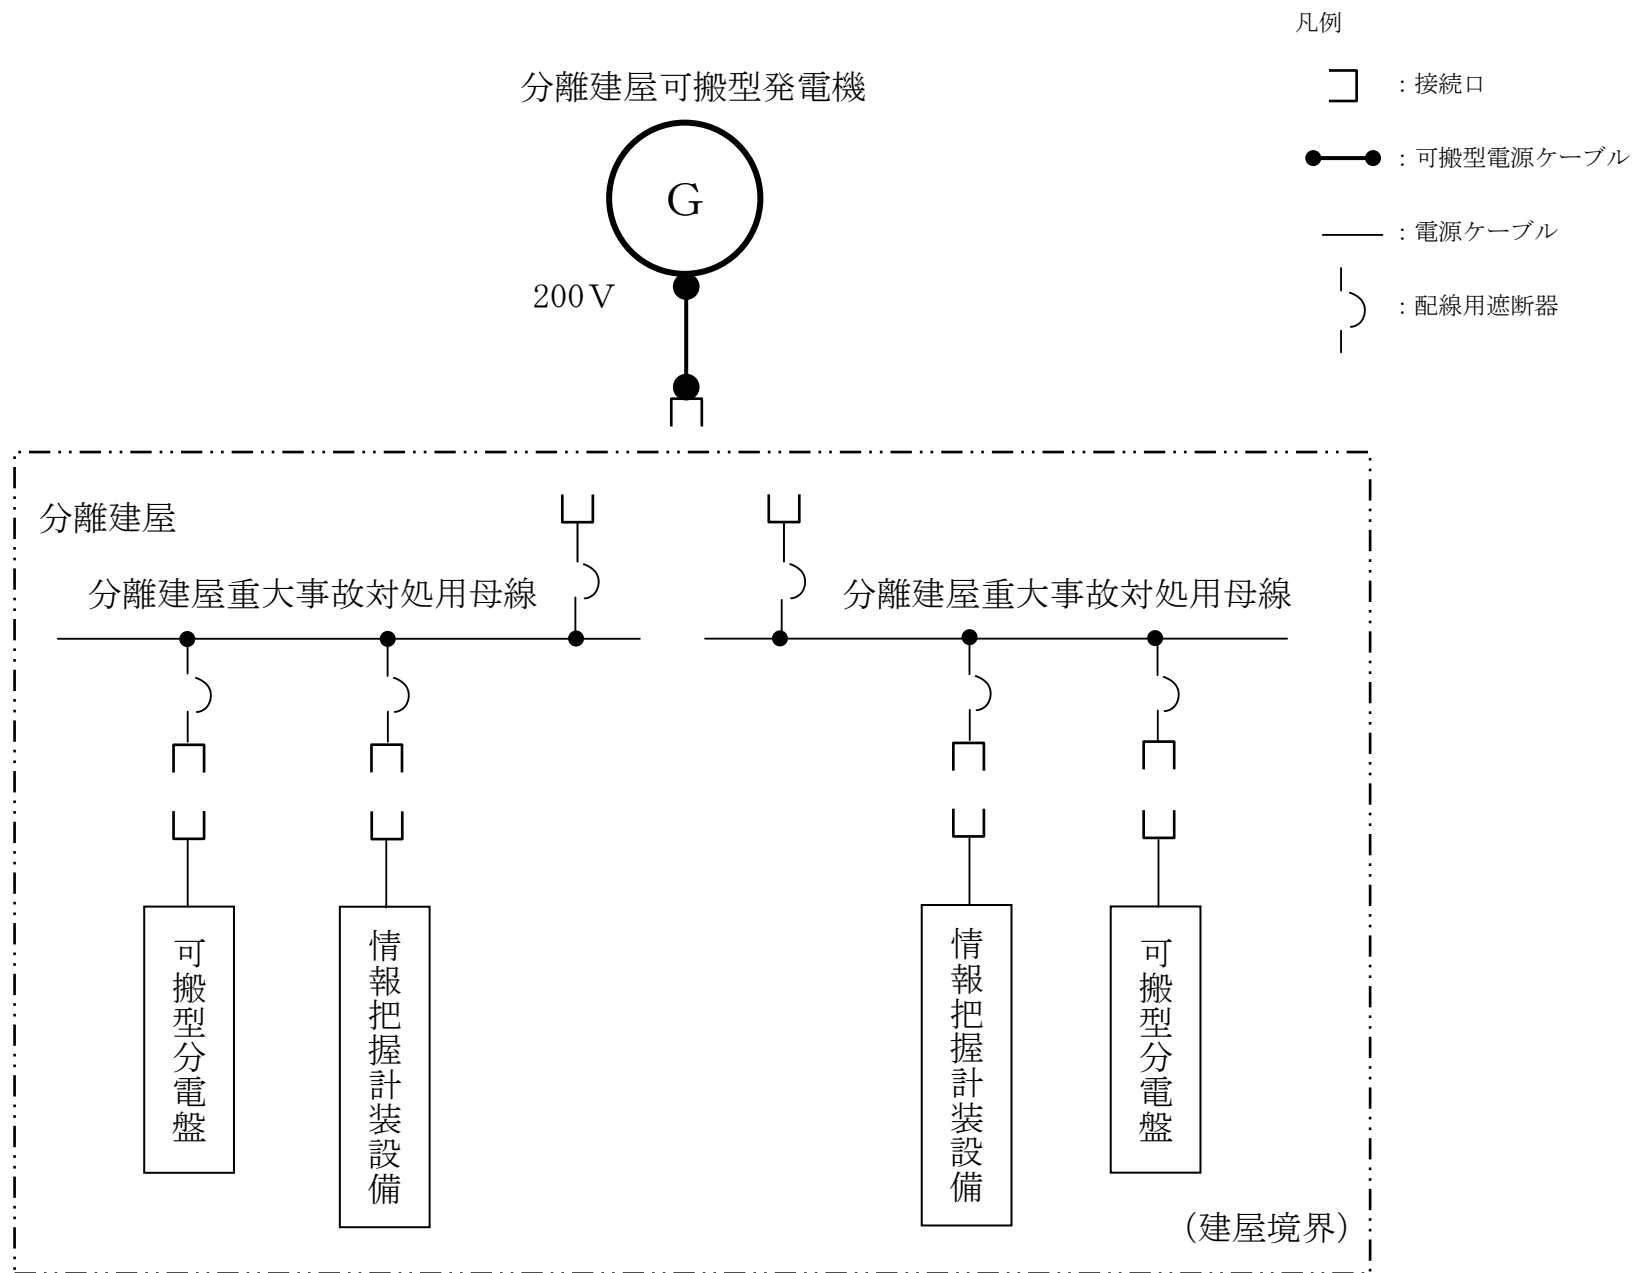 凡例
：接続口
：可搬型電源ケーブル
：電源ケーブル
：配線用遮断器
分離建屋可搬型発電機
G
200V
分離建屋
分離建屋重大事故対処用母線
分離建屋重大事故対処用母線
可搬型分電盤
情報把握計装設備
情報把握計装設備
可搬型分電盤
（建屋境界）